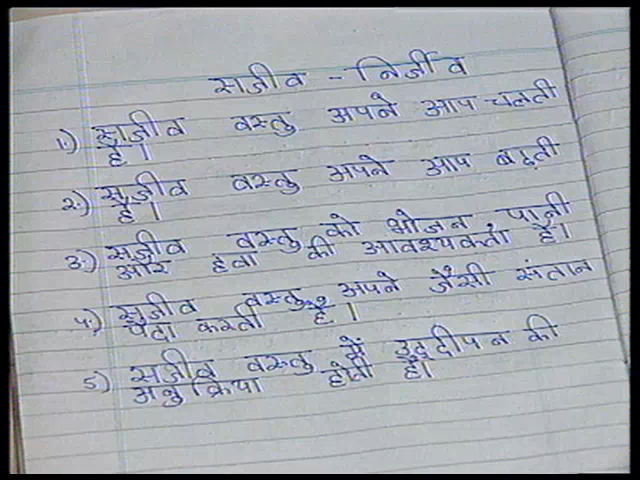 सजीव - निर्जीव
1.) सजीव वस्तु अपने आप चलती
है।
2.) सजीव वस्तु अपने आप बढ़ती
है।
3.) सजीव वस्तु को भोजन पानी
और हवा की आवश्यकता है।
4.) सजीव वस्तु अपने जैसी संतान
पैदा करती है।
5.) सजीव वस्तु में उद्दीपन की
अनुक्रिया होती है।